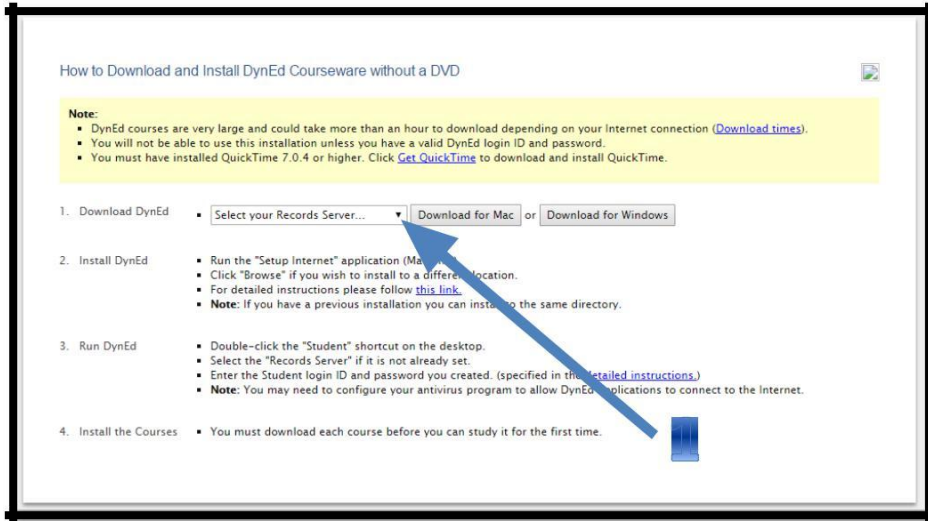 How to Download and Install DynEd Courseware without a DVD
Note:
▪ DynEd courses are very large and could take more than an hour to download depending on your Internet connection (Download times).
▪ You will not be able to use this installation unless you have a valid DynEd login ID and password.
▪ You must have installed QuickTime 7.0.4 or higher. Click Get QuickTime to download and install QuickTime.
1. Download DynEd ▪ Select your Records Server... ▼ Download for Mac or Download for Windows
2. Install DynEd ▪ Run the "Setup Internet" application (Ma
▪ Click "Browse" if you wish to install to a different location.
▪ For detailed instructions please follow this link.
▪ Note: If you have a previous installation you can install to the same directory.
3. Run DynEd ▪ Double-click the "Student" shortcut on the desktop.
▪ Select the "Records Server" if it is not already set.
▪ Enter the Student login ID and password you created. (specified in the detailed instructions.)
▪ Note: You may need to configure your antivirus program to allow DynEd applications to connect to the Internet.
4. Install the Courses ▪ You must download each course before you can study it for the first time.